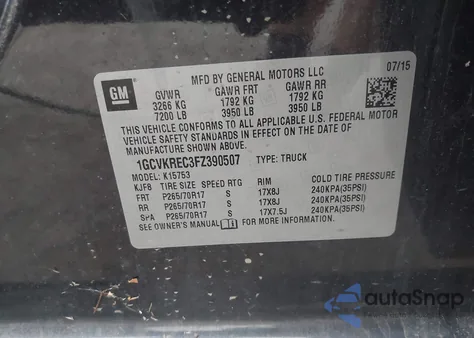 MFD BY GENERAL MOTORS LLC 07/15
GM
GVWR GAWR FRT GAWR RR
3266 KG 1792 KG 1792 KG
7200 LB 3950 LB 3950 LB
THIS VEHICLE CONFORMS TO ALL APPLICABLE U.S. FEDERAL MOTOR
VEHICLE SAFETY STANDARDS IN EFFECT ON THE DATE OF
MANUFACTURE SHOWN ABOVE.
1GCVKREC3FZ390507 TYPE: TRUCK
MODEL: K15753
KJF8 TIRE SIZE SPEED RTG RIM COLD TIRE PRESSURE
FRT P265/70R17 S 17X8J 240KPA(35PSI)
RR P265/70R17 S 17X8J 240KPA(35PSI)
SPA P265/70R17 S 17X7.5J 240KPA(35PSI)
SEE OWNER'S MANUAL FOR MORE INFORMATION.
autoSnap